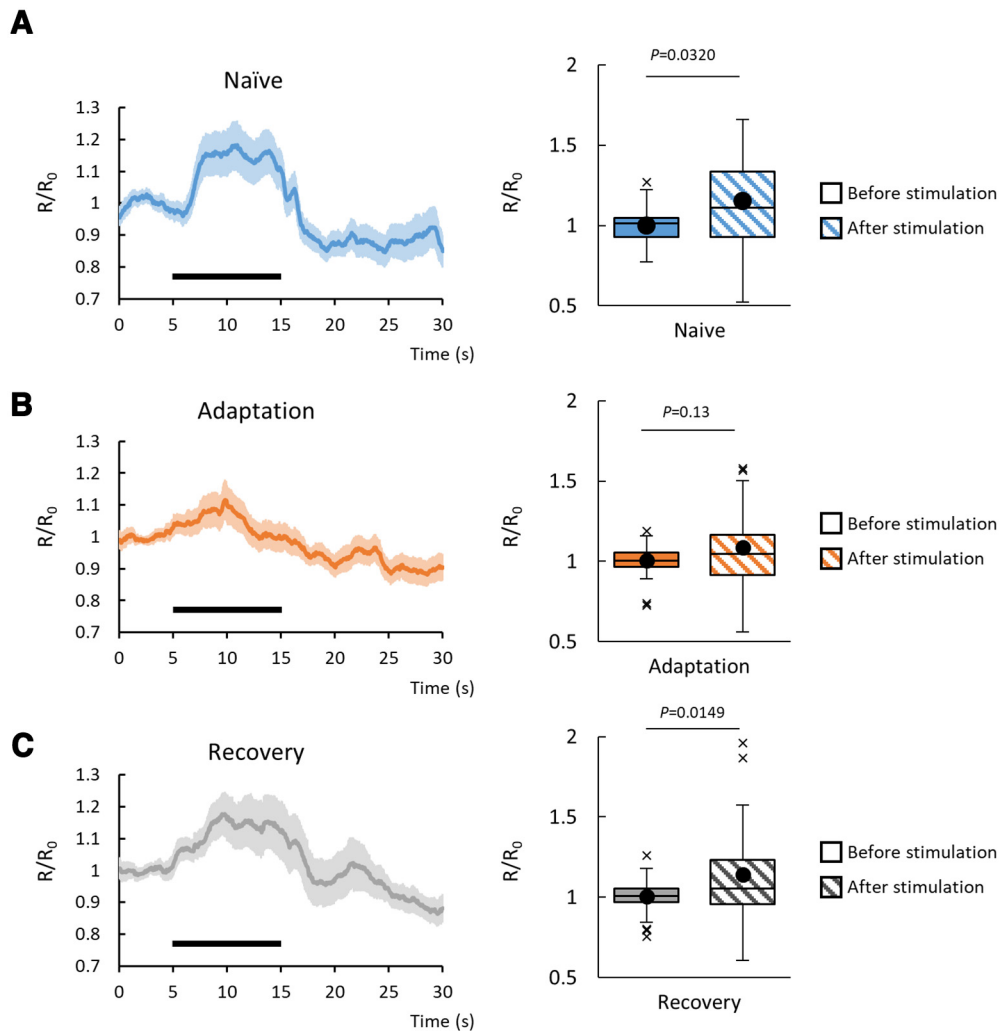 A
Naïve
R/R0
1.3
1.2
1.1
1
0.9
0.8
0.7
0 5 10 15 20 25 30
Time (s)
P=0.0320
R/R0
2
1.5
1
0.5
Naive
Before stimulation
After stimulation
B
Adaptation
R/R0
1.3
1.2
1.1
1
0.9
0.8
0.7
0 5 10 15 20 25 30
Time (s)
P=0.13
R/R0
2
1.5
1
0.5
Adaptation
Before stimulation
After stimulation
C
Recovery
R/R0
1.3
1.2
1.1
1
0.9
0.8
0.7
0 5 10 15 20 25 30
Time (s)
P=0.0149
R/R0
2
1.5
1
0.5
Recovery
Before stimulation
After stimulation